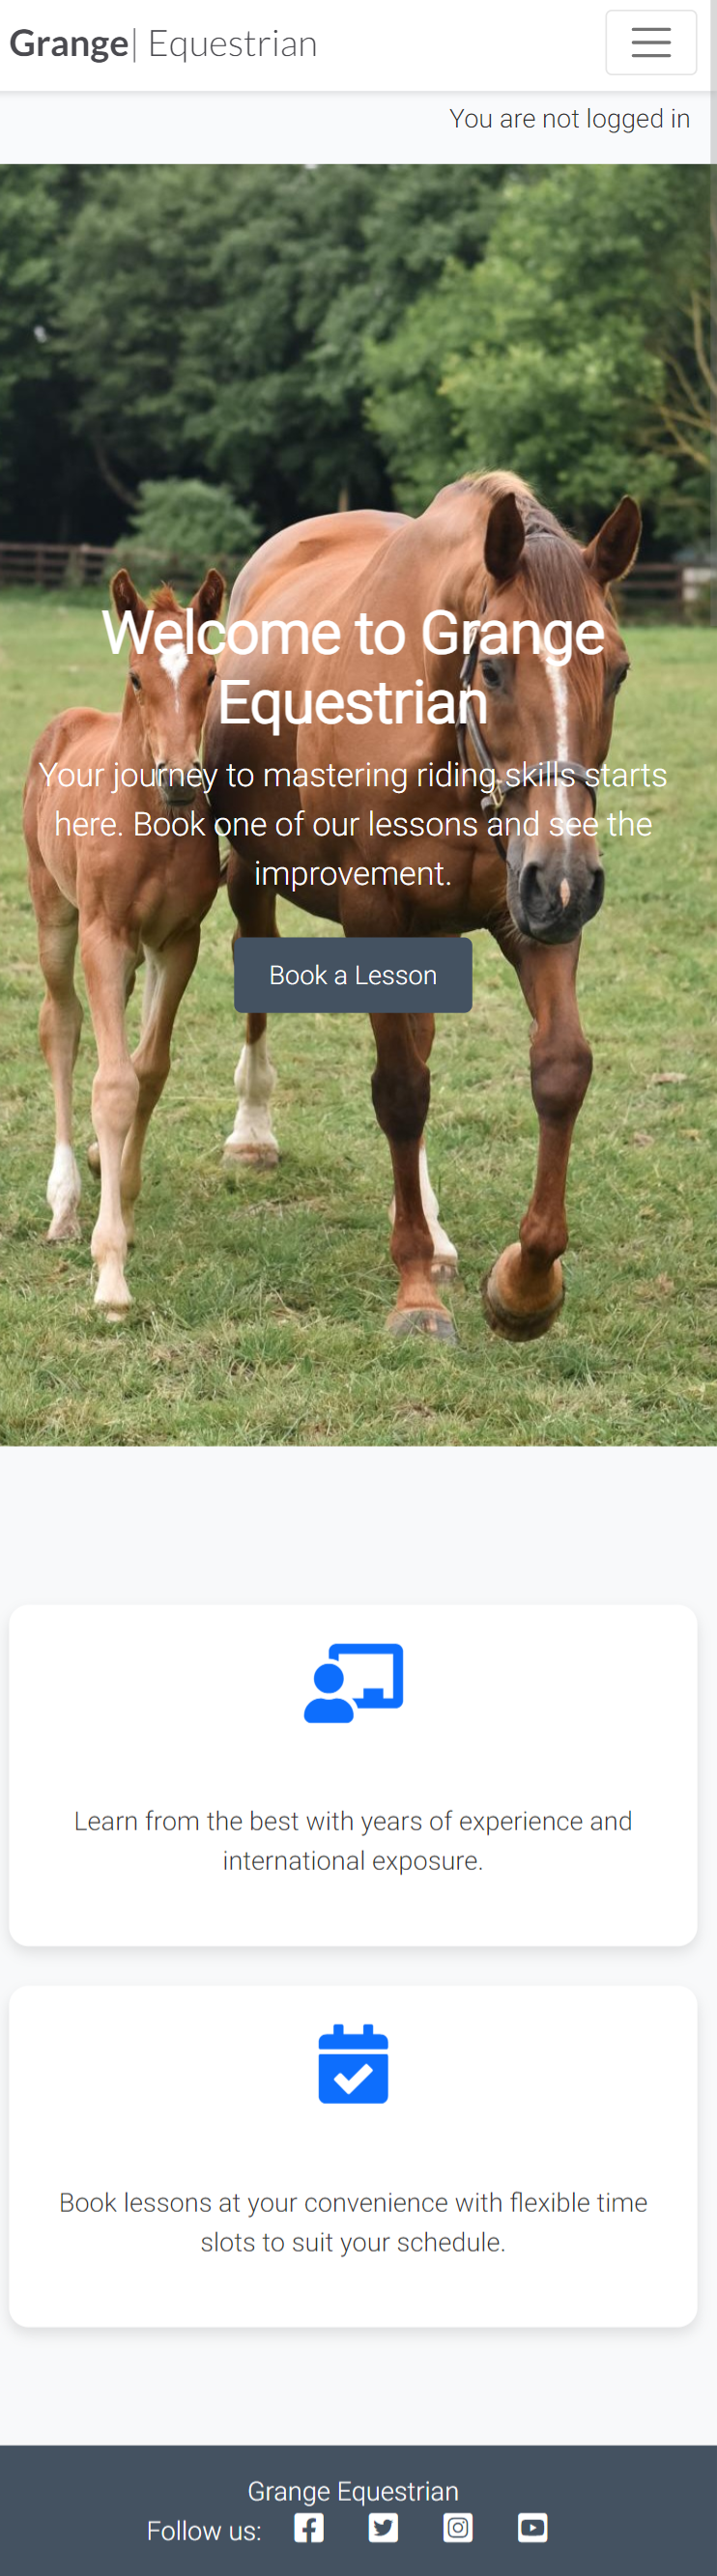 Grange| Equestrian
You are not logged in
Welcome to Grange
Equestrian
Your journey to mastering riding skills starts
here. Book one of our lessons and see the
improvement.
Book a Lesson
Learn from the best with years of experience and
international exposure.
Book lessons at your convenience with flexible time
slots to suit your schedule.
Grange Equestrian
Follow us: